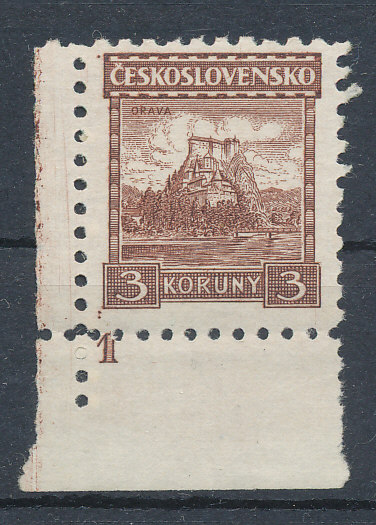 ČESKOSLOVENSKO
ORAVA
3 KORUNY 3
1